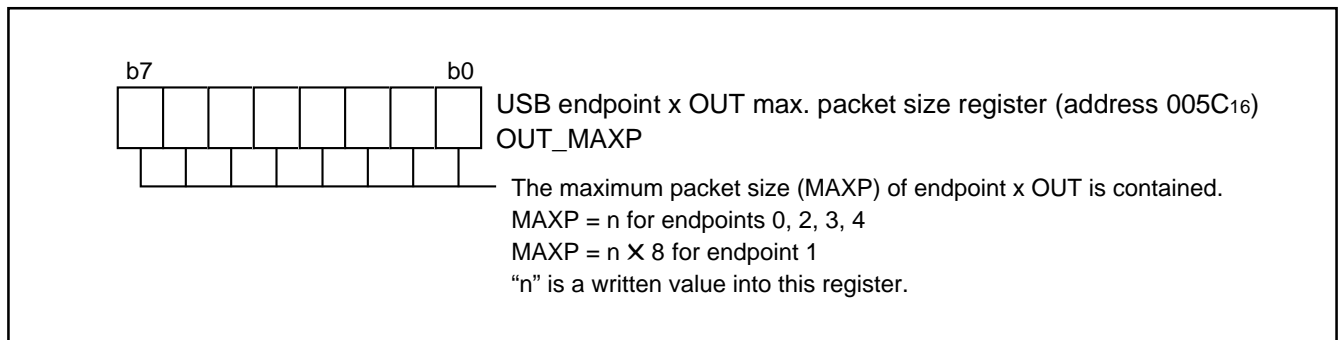 b7 b0
USB endpoint x OUT max. packet size register (address 005C16)
OUT_MAXP
The maximum packet size (MAXP) of endpoint x OUT is contained.
MAXP = n for endpoints 0, 2, 3, 4
MAXP = n ✕ 8 for endpoint 1
“n” is a written value into this register.